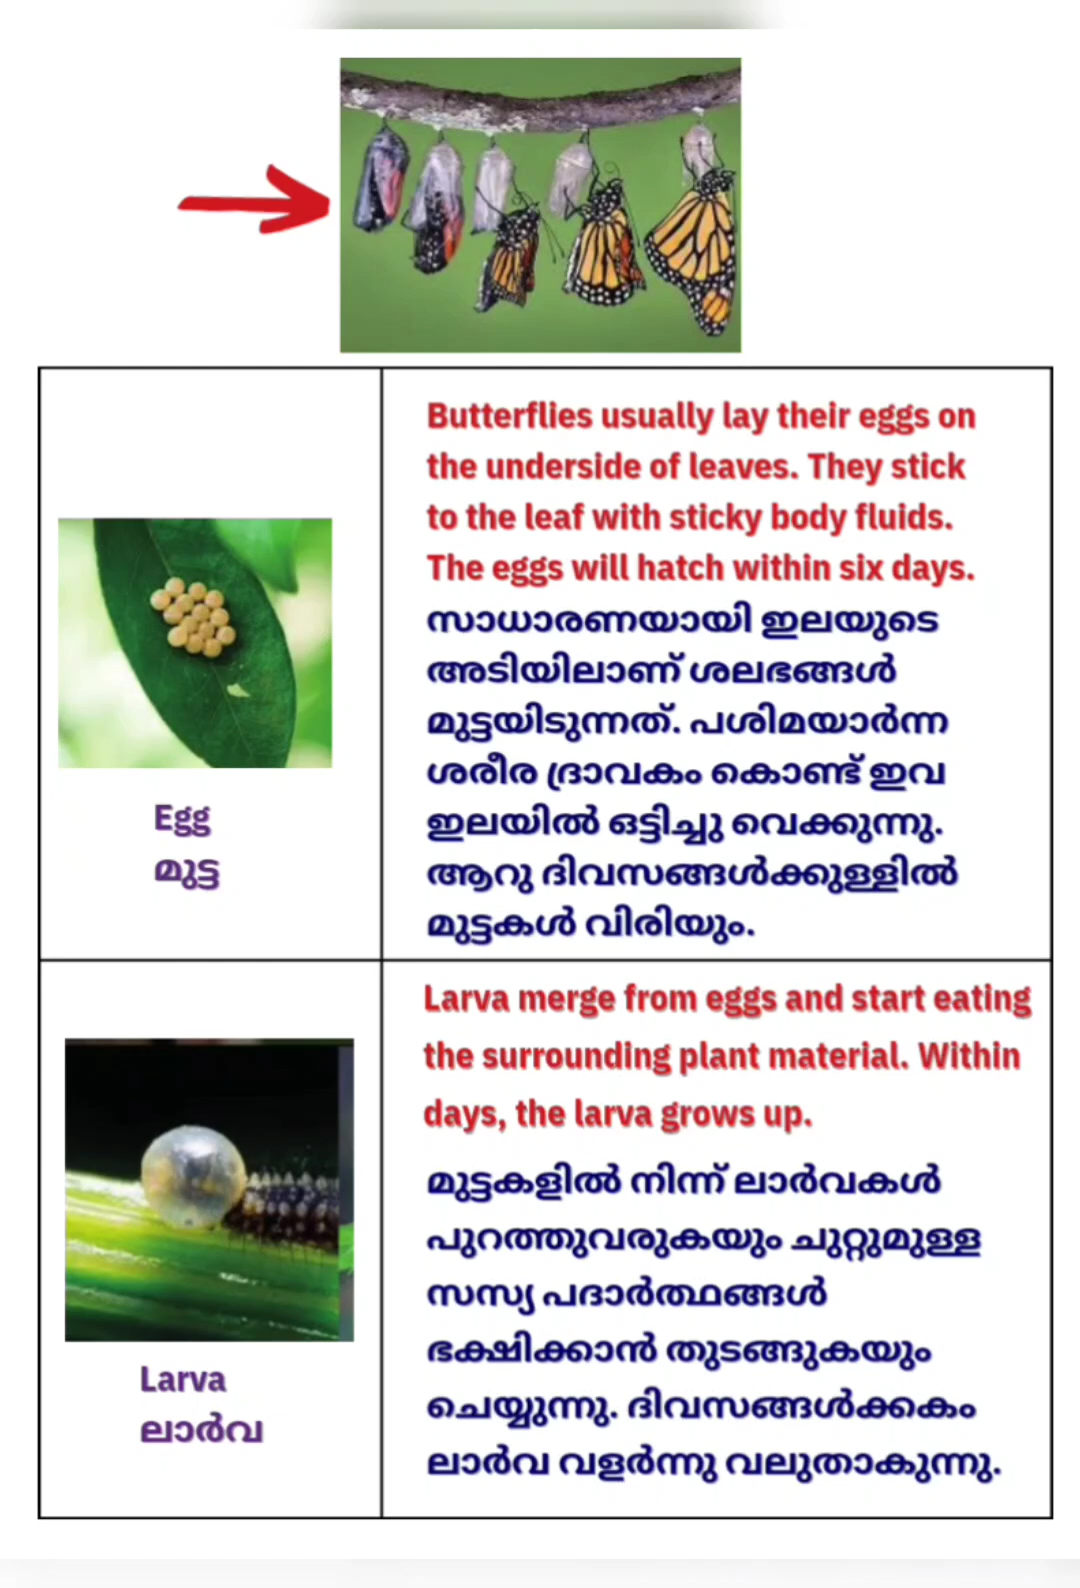 Butterflies usually lay their eggs on
the underside of leaves. They stick
to the leaf with sticky body fluids.
The eggs will hatch within six days.
സാധാരണയായി ഇലയുടെ
അടിയിലാണ് ശലഭങ്ങൾ
മുട്ടയിടുന്നത്. പശിമയാർന്ന
ശരീര ദ്രാവകം കൊണ്ട് ഇവ
ഇലയിൽ ഒട്ടിച്ചു വെക്കുന്നു.
ആറു ദിവസങ്ങൾക്കുള്ളിൽ
മുട്ടകൾ വിരിയും.
Egg
മുട്ട
Larva merge from eggs and start eating
the surrounding plant material. Within
days, the larva grows up.
മുട്ടകളിൽ നിന്ന് ലാർവകൾ
പുറത്തുവരുകയും ചുറ്റുമുള്ള
സസ്യ പദാർത്ഥങ്ങൾ
ഭക്ഷിക്കാൻ തുടങ്ങുകയും
ചെയ്യുന്നു. ദിവസങ്ങൾക്കകം
ലാർവ വളർന്നു വലുതാകുന്നു.
Larva
ലാർവ